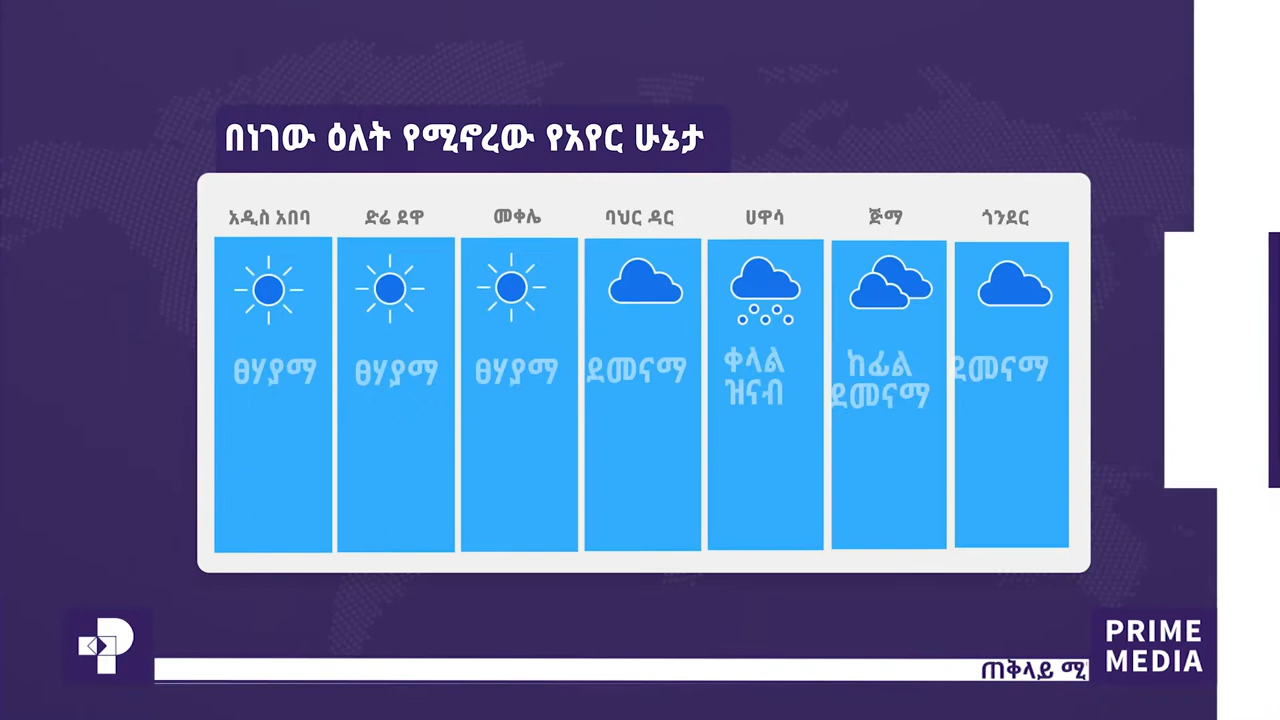 በነገው ዕለት የሚኖረው የአየር ሁኔታ
አዲስ አበባ
ድሬ ደዋ
መቀሌ
ባህር ዳር
ሀዋሳ
ጅማ
ጎንደር
ፀሃያማ
ፀሃያማ
ፀሃያማ
ደመናማ
ቀላል
ዝናብ
ከፊል
ደመናማ
ደመናማ
ጠቅላይ ሚ
PRIME
MEDIA